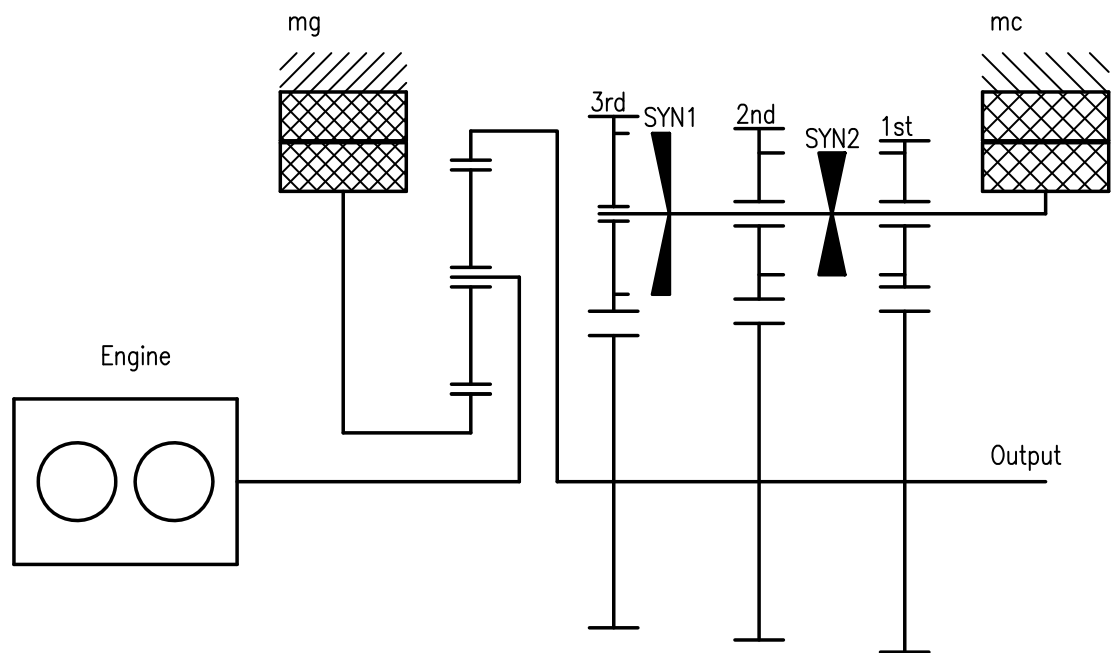 mg
mc
3rd
SYN1
2nd
SYN2
1st
Engine
Output